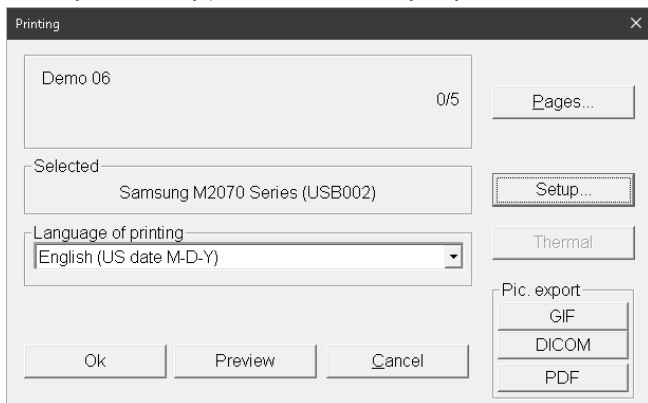 Printing
Demo 06
0/5
Pages...
Selected
Samsung M2070 Series (USB002)
Setup...
Language of printing
English (US date M-D-Y)
Thermal
Pic. export
GIF
DICOM
PDF
Ok
Preview
Cancel